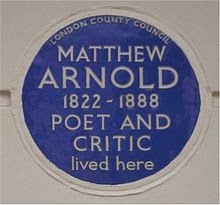 LONDON COUNTY COUNCIL
MATTHEW
ARNOLD
1822-1888
POET AND
CRITIC
lived here